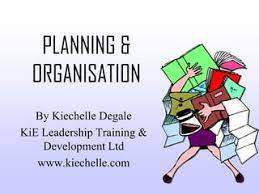 PLANNING &
ORGANISATION
By Kiechelle Degale
KiE Leadership Training &
Development Ltd
www.kiechelle.com